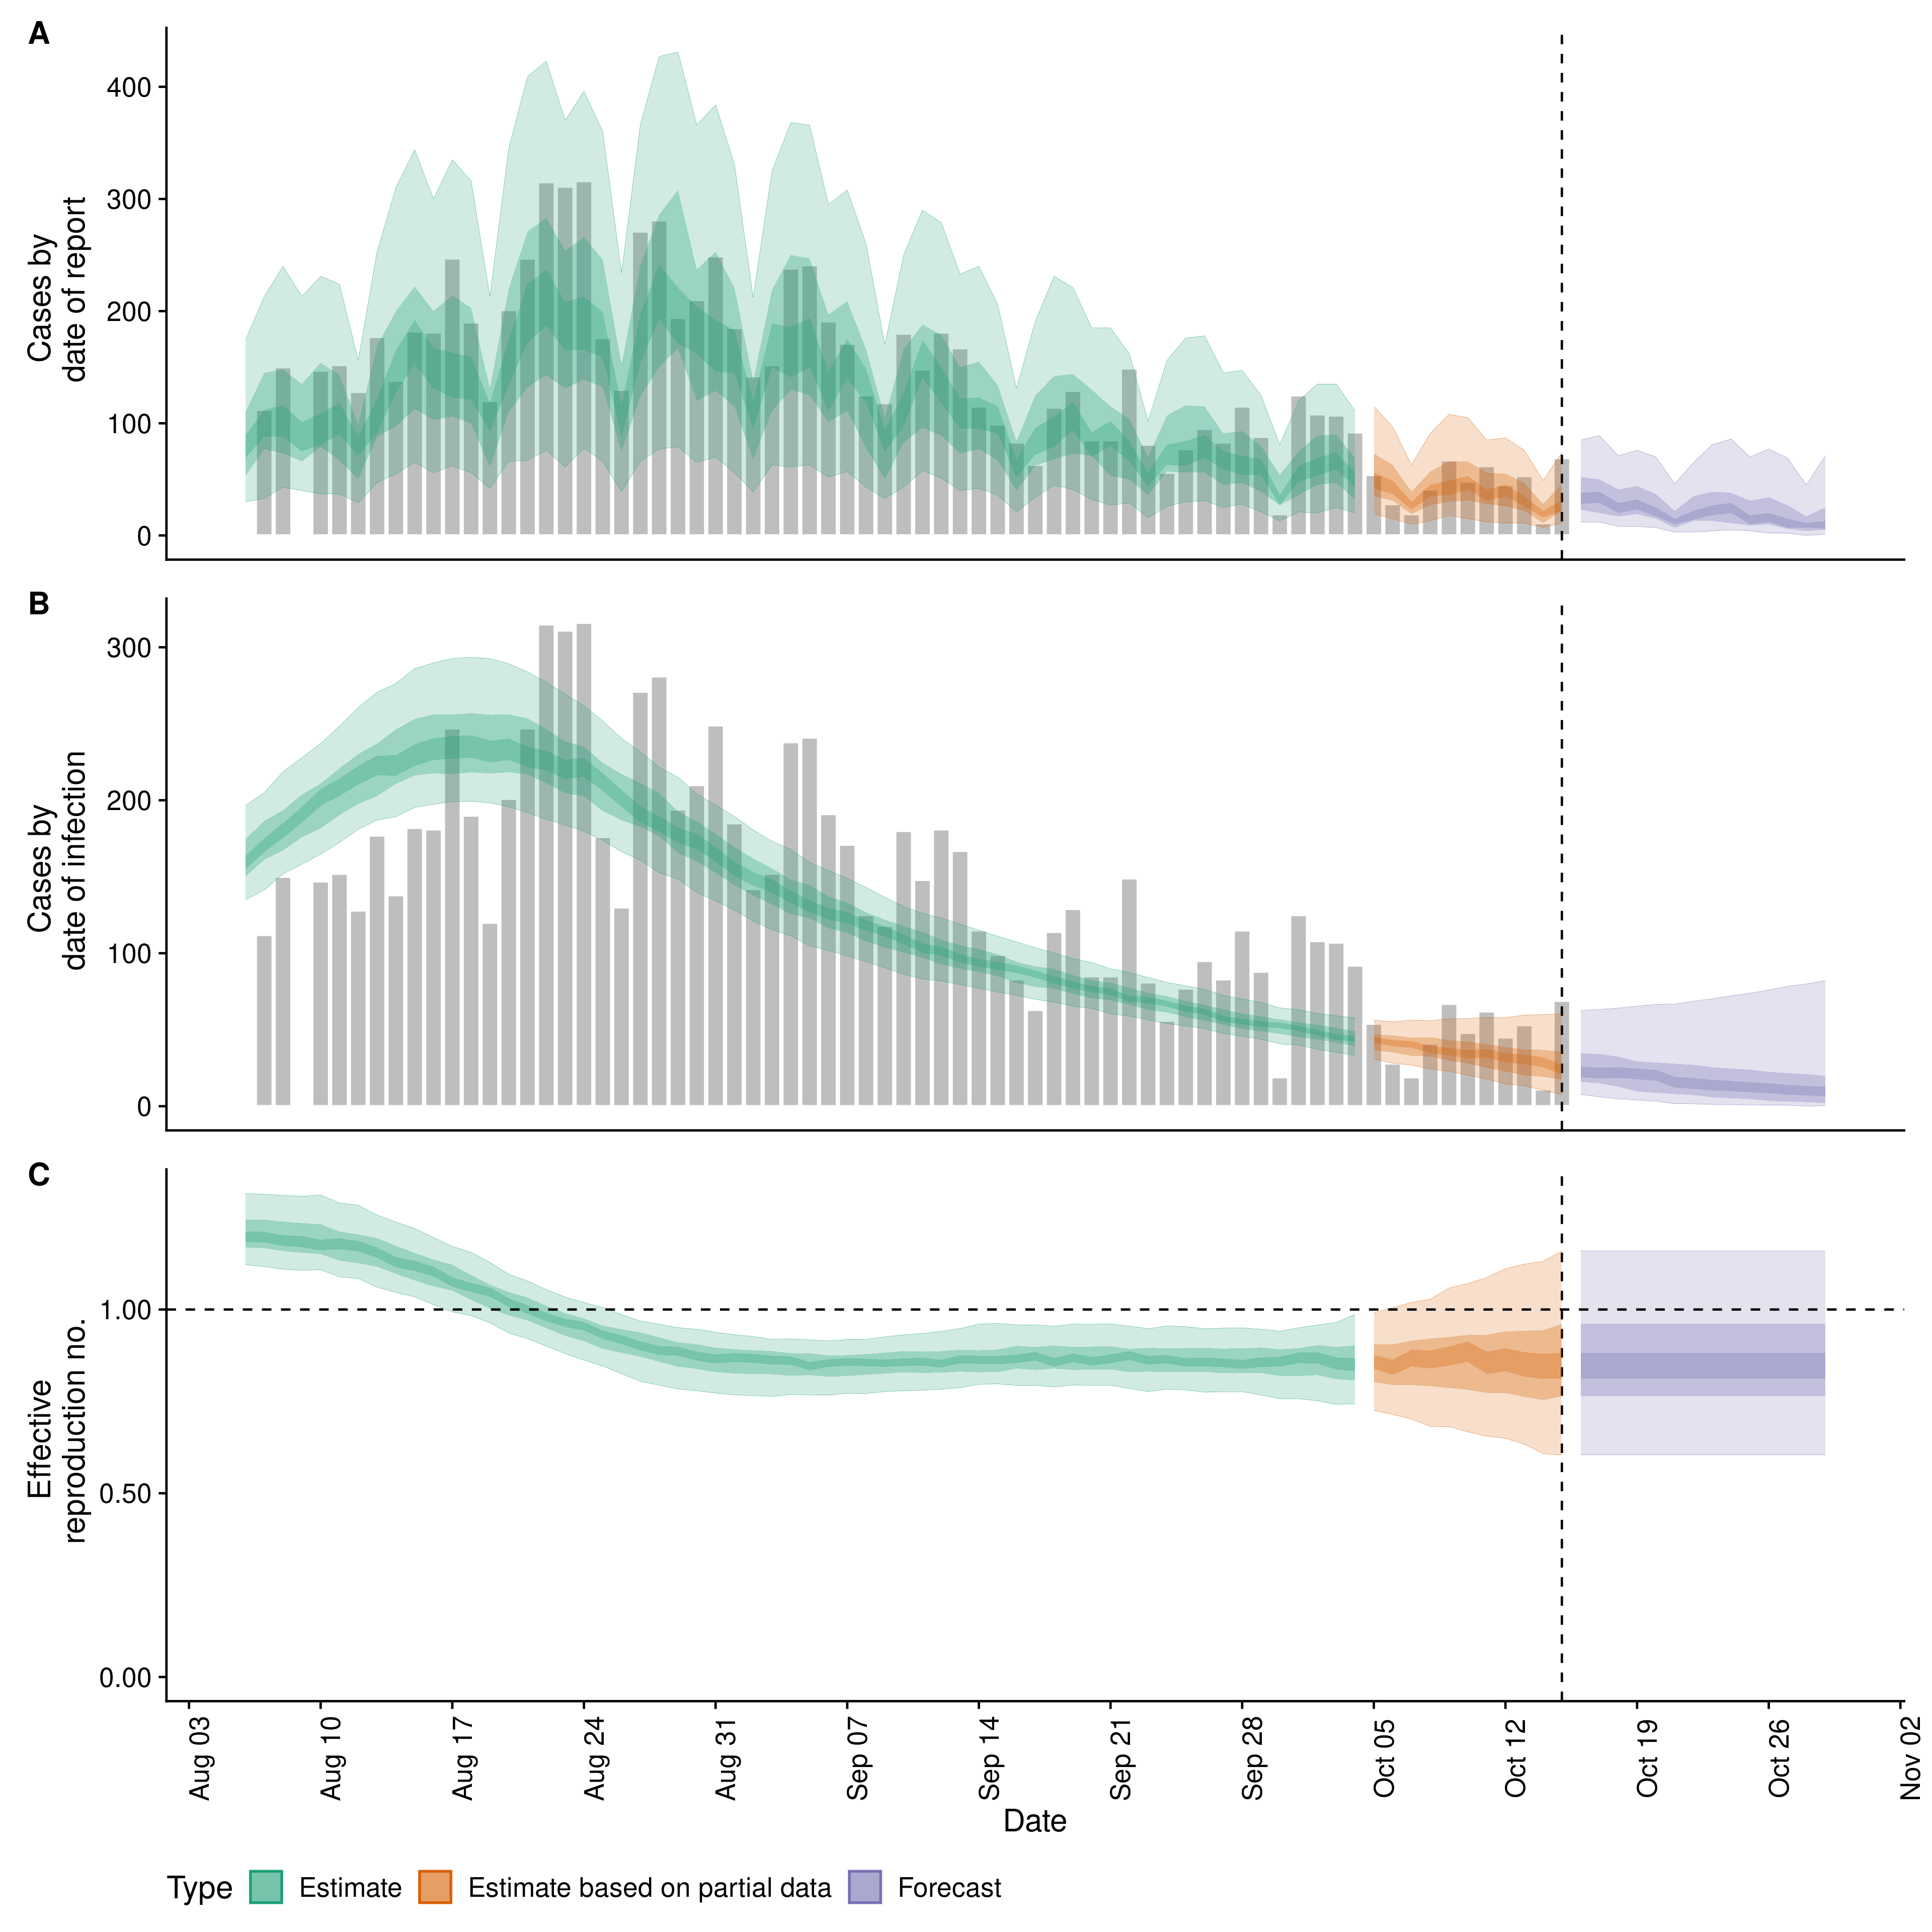 A
400
300
200
100
0
Cases by
date of report
B
300
200
100
0
Cases by
date of infection
C
1.00
0.50
0.00
Effective
reproduction no.
Aug 03
Aug 10
Aug 17
Aug 24
Aug 31
Sep 07
Sep 14
Sep 21
Sep 28
Oct 05
Oct 12
Oct 19
Oct 26
Nov 02
Date
Type Estimate Estimate based on partial data Forecast